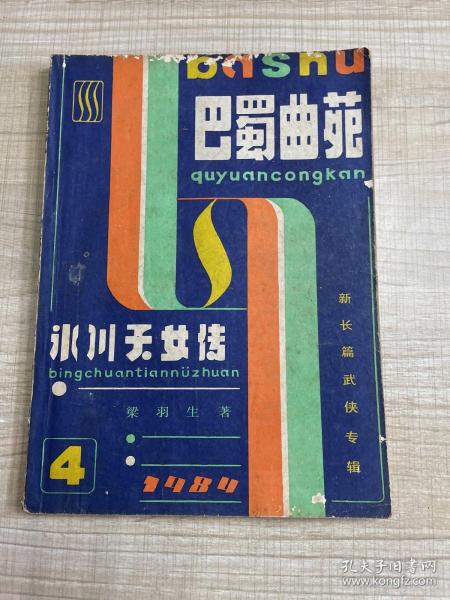 bashu
巴蜀曲苑
quyuancongkan
新长篇武侠专辑
冰川天女传
bingchuantiannüzhuan
梁羽生著
4
1984
孔夫子旧书网
www.kongfz.com